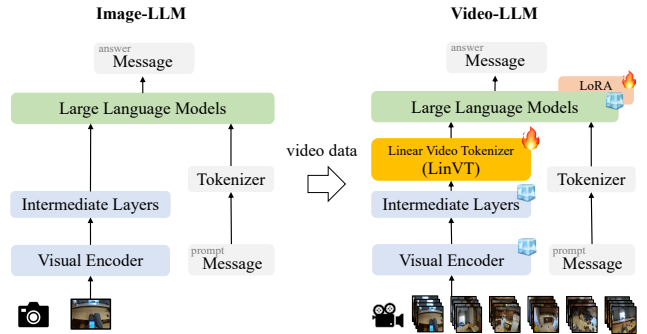 Image-LLM
answer
Message
Large Language Models
Tokenizer
Intermediate Layers
Visual Encoder
prompt
Message
video data
Video-LLM
answer
Message
LoRA
Large Language Models
Linear Video Tokenizer
(LinVT)
Tokenizer
Intermediate Layers
Visual Encoder
prompt
Message